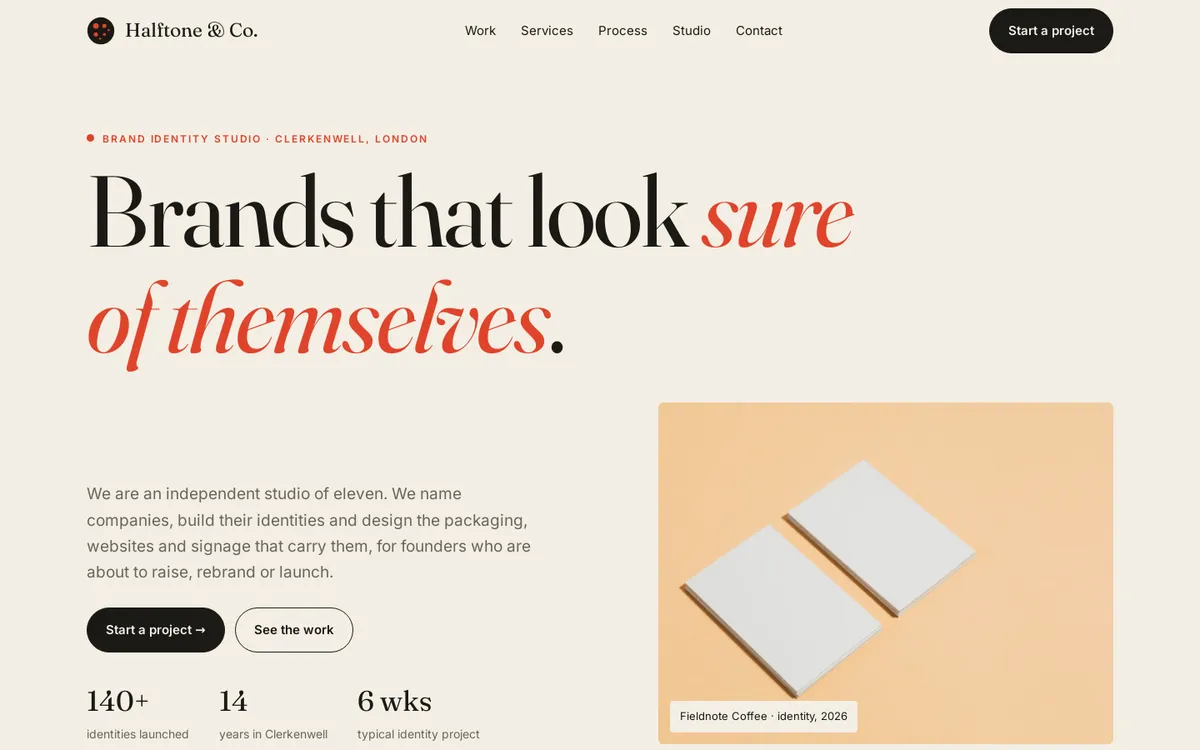 Halftone & Co.
Work
Services
Process
Studio
Contact
Start a project
BRAND IDENTITY STUDIO · CLERKENWELL, LONDON
Brands that look sure
of themselves.
We are an independent studio of eleven. We name
companies, build their identities and design the packaging,
websites and signage that carry them, for founders who are
about to raise, rebrand or launch.
Start a project →
See the work
140+
identities launched
14
years in Clerkenwell
6 wks
typical identity project
Fieldnote Coffee · identity, 2026